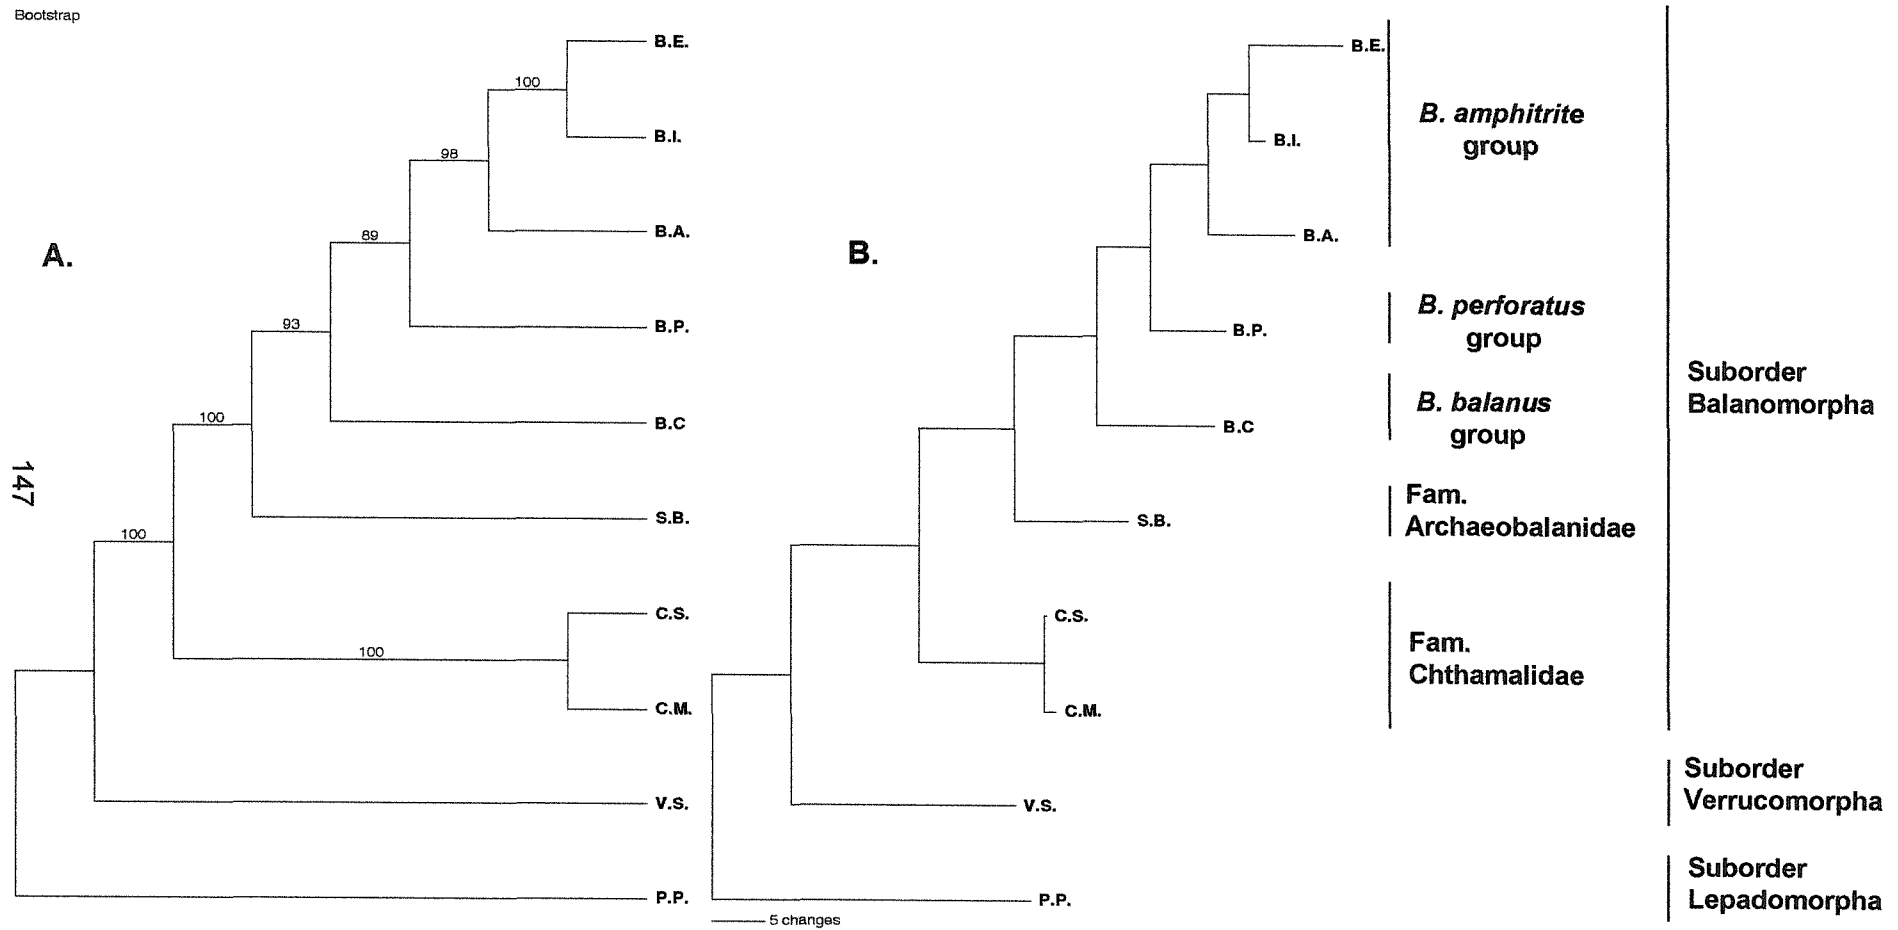 Bootstrap
A.
100
98
89
93
100
100
100
B.E.
B.I.
B.A.
B.P.
B.C
S.B.
C.S.
C.M.
V.S.
P.P.
147
B.
B.E.
B.I.
B.A.
B.P.
B.C
S.B.
C.S.
C.M.
V.S.
P.P.
5 changes
B. amphitrite
group
B. perforatus
group
B. balanus
group
Fam.
Archaeobalanidae
Fam.
Chthamalidae
Suborder
Balanomorpha
Suborder
Verrucomorpha
Suborder
Lepadomorpha